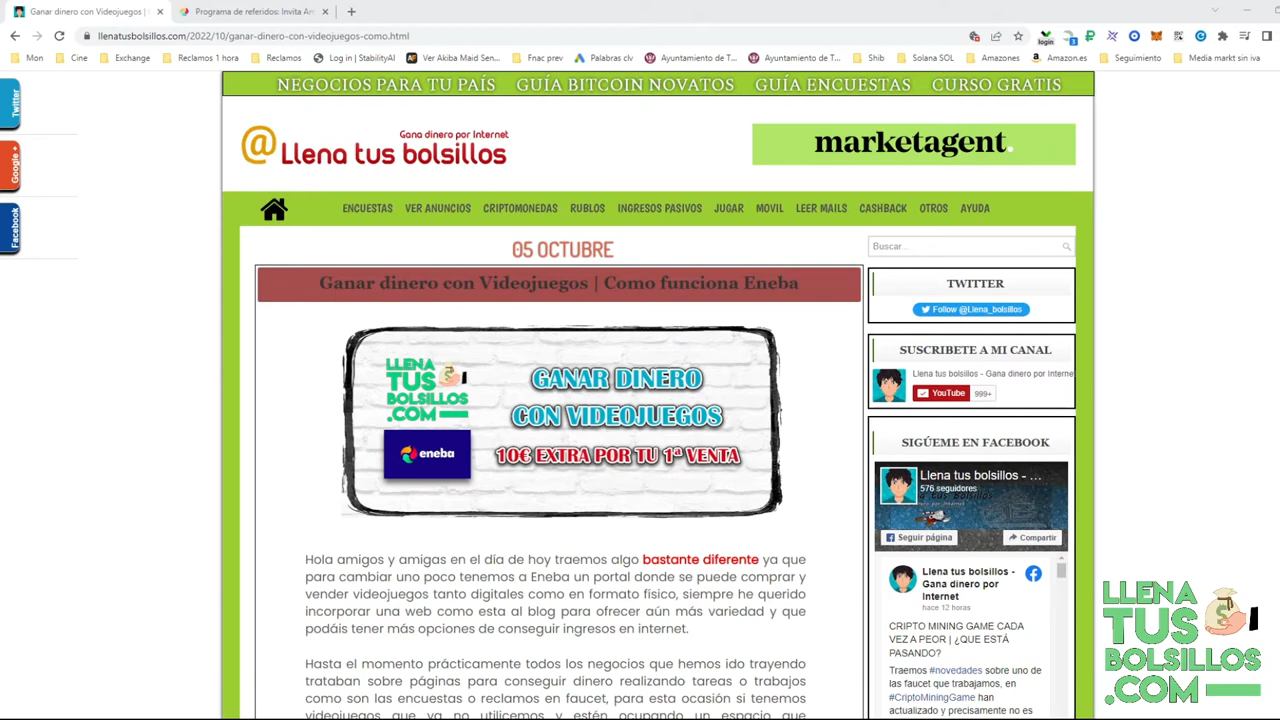 Ganar dinero con Videojuegos |
Programa de referidos: Invita Am
llenatusbolsillos.com/2022/10/ganar-dinero-con-videojuegos-como.html
Mon
Cine
Exchange
Reclamos 1 hora
Reclamos
Log in | StabilityAI
Ver Akiba Maid Sen...
Fnac prev
Palabras clv
Ayuntamiento de T...
Ayuntamiento de T...
Shib
Solana SOL
Amazones
Amazon.es
Seguimiento
Media markt sin iva
login
NEGOCIOS PARA TU PAÍS
GUÍA BITCOIN NOVATOS
GUÍA ENCUESTAS
CURSO GRATIS
Twitter
Google +
Facebook
Gana dinero por Internet
@Llena tus bolsillos
marketagent.
ENCUESTAS
VER ANUNCIOS
CRIPTOMONEDAS
RUBLOS
INGRESOS PASIVOS
JUGAR
MOVIL
LEER MAILS
CASHBACK
OTROS
AYUDA
05 OCTUBRE
Ganar dinero con Videojuegos | Como funciona Eneba
LLENA
TUS
BOLSILLOS
.COM
eneba
GANAR DINERO
CON VIDEOJUEGOS
10€ EXTRA POR TU 1ª VENTA
Hola amigos y amigas en el día de hoy traemos algo bastante diferente ya que
para cambiar uno poco tenemos a Eneba un portal donde se puede comprar y
vender videojuegos tanto digitales como en formato físico, siempre he querido
incorporar una web como esta al blog para ofrecer aún más variedad y que
podáis tener más opciones de conseguir ingresos en internet.
Hasta el momento prácticamente todos los negocios que hemos ido trayendo
trataban sobre páginas para conseguir dinero realizando tareas o trabajos
como son las encuestas o reclamos en faucet, para esta ocasión si tenemos
videojuegos que ya no utilicemos y estén ocupando un espacio que
Buscar...
TWITTER
Follow @Llena_bolsillos
SUSCRIBETE A MI CANAL
Llena tus bolsillos - Gana dinero por Interne
YouTube
999+
SIGÚEME EN FACEBOOK
Llena tus bolsillos - ...
576 seguidores
Seguir página
Compartir
Llena tus bolsillos -
Gana dinero por
Internet
hace 12 horas
CRIPTO MINING GAME CADA
VEZ A PEOR | ¿QUE ESTÁ
PASANDO?
Traemos #novedades sobre uno de
las faucet que trabajamos, en
#CriptoMiningGame han
actualizado y precisamente no es
LLENA
TUS
BOLSILLOS
.COM